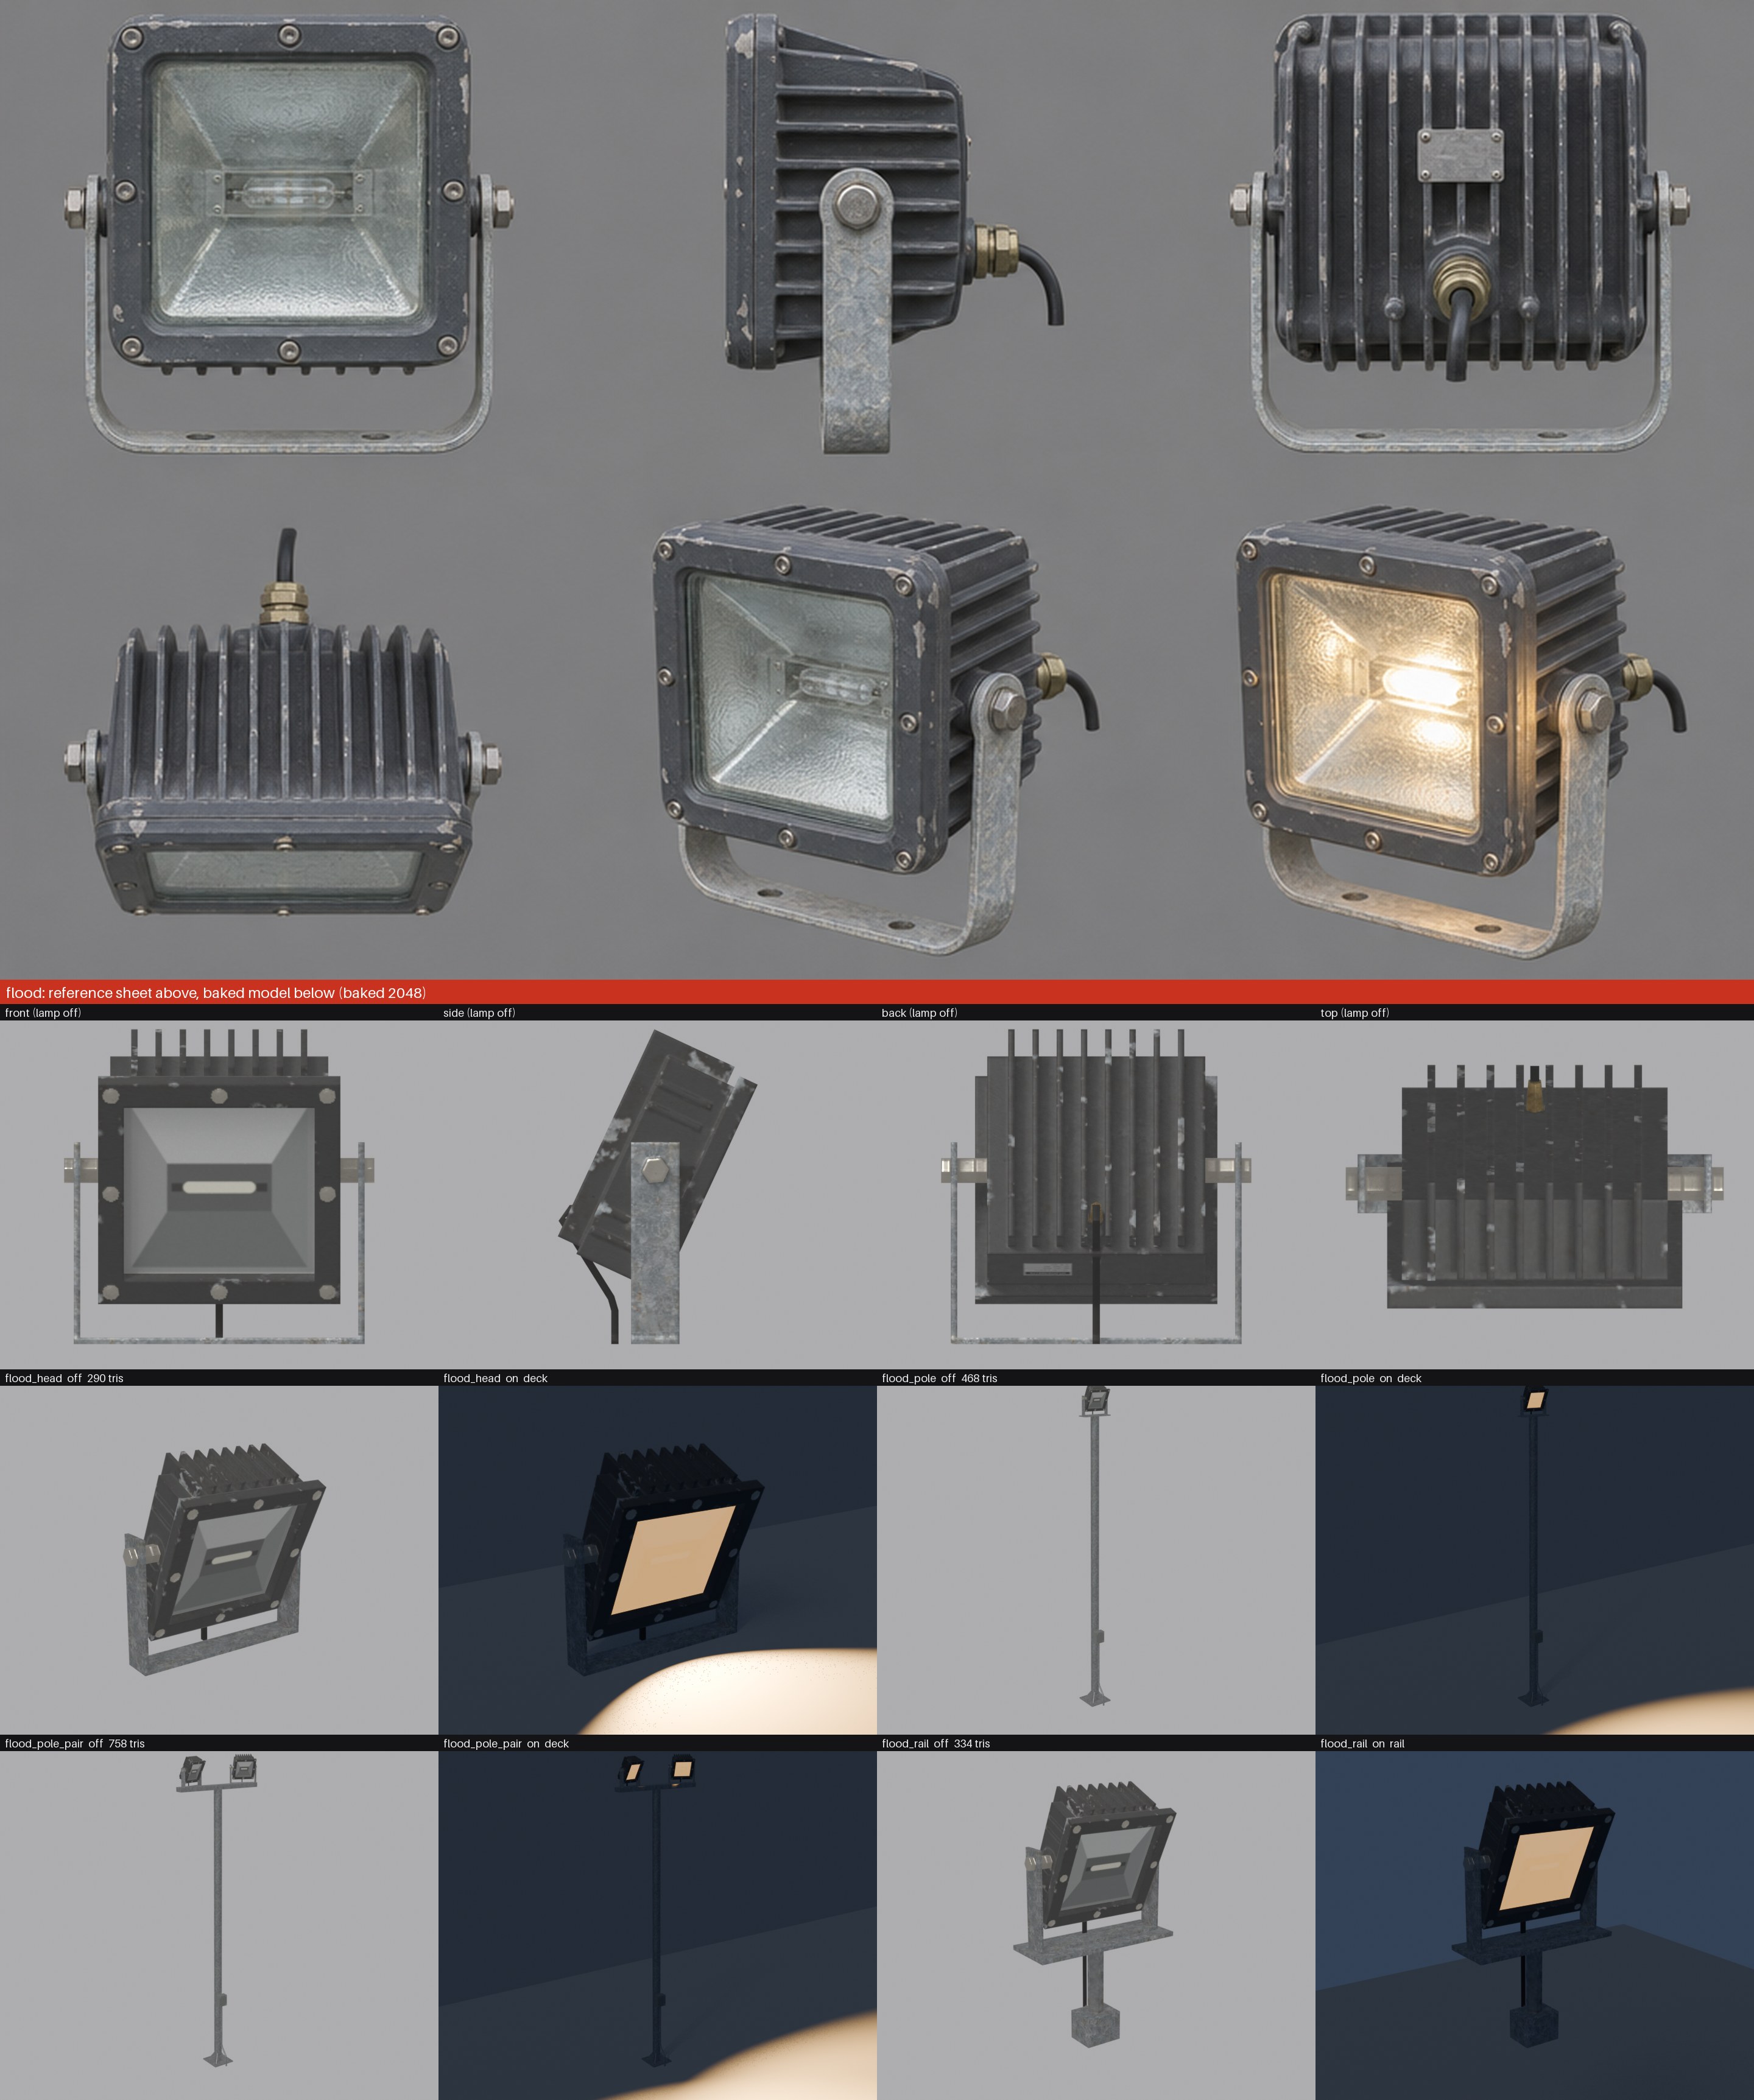 flood: reference sheet above, baked model below (baked 2048)
front (lamp off)
side (lamp off)
back (lamp off)
top (lamp off)
flood_head off 290 tris
flood_head on deck
flood_pole off 468 tris
flood_pole on deck
flood_pole_pair off 758 tris
flood_pole_pair on deck
flood_rail off 334 tris
flood_rail on rail